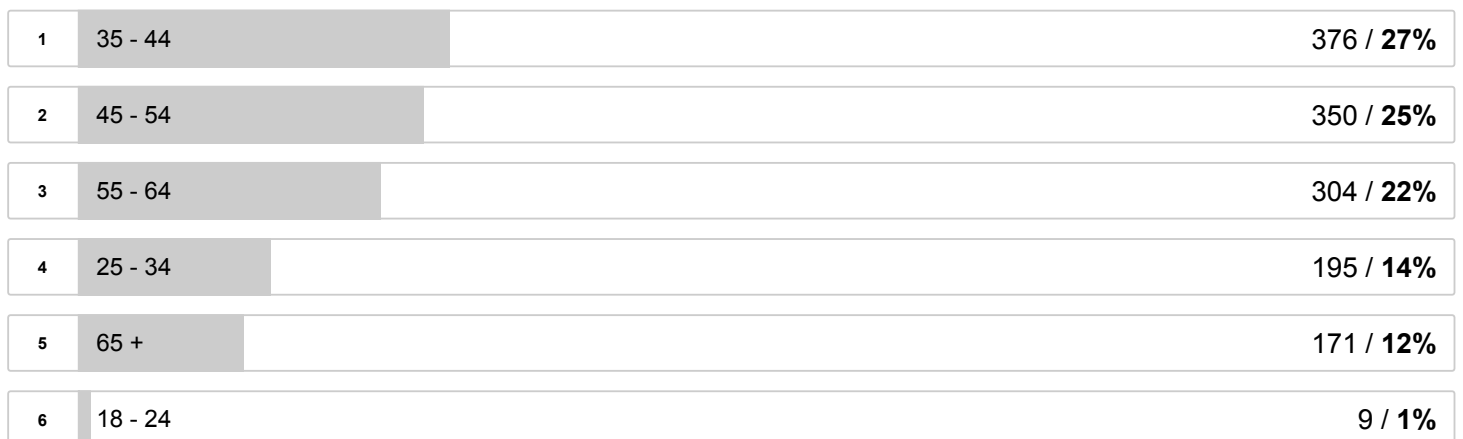 1 35 - 44 376 / 27%
2 45 - 54 350 / 25%
3 55 - 64 304 / 22%
4 25 - 34 195 / 14%
5 65 + 171 / 12%
6 18 - 24 9 / 1%